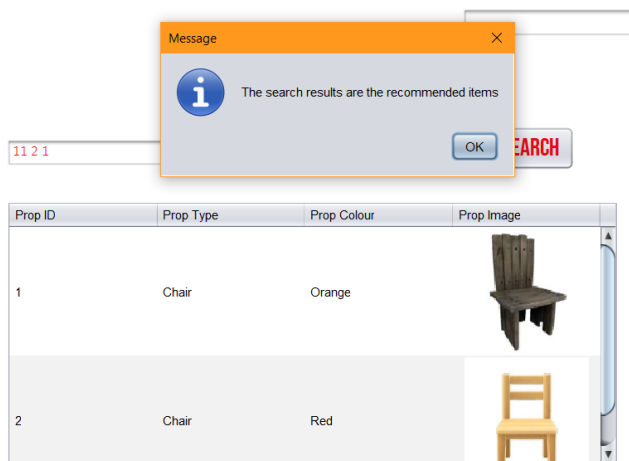 Message
The search results are the recommended items
OK
11 2 1
EARCH
Prop ID Prop Type Prop Colour Prop Image
1 Chair Orange
2 Chair Red